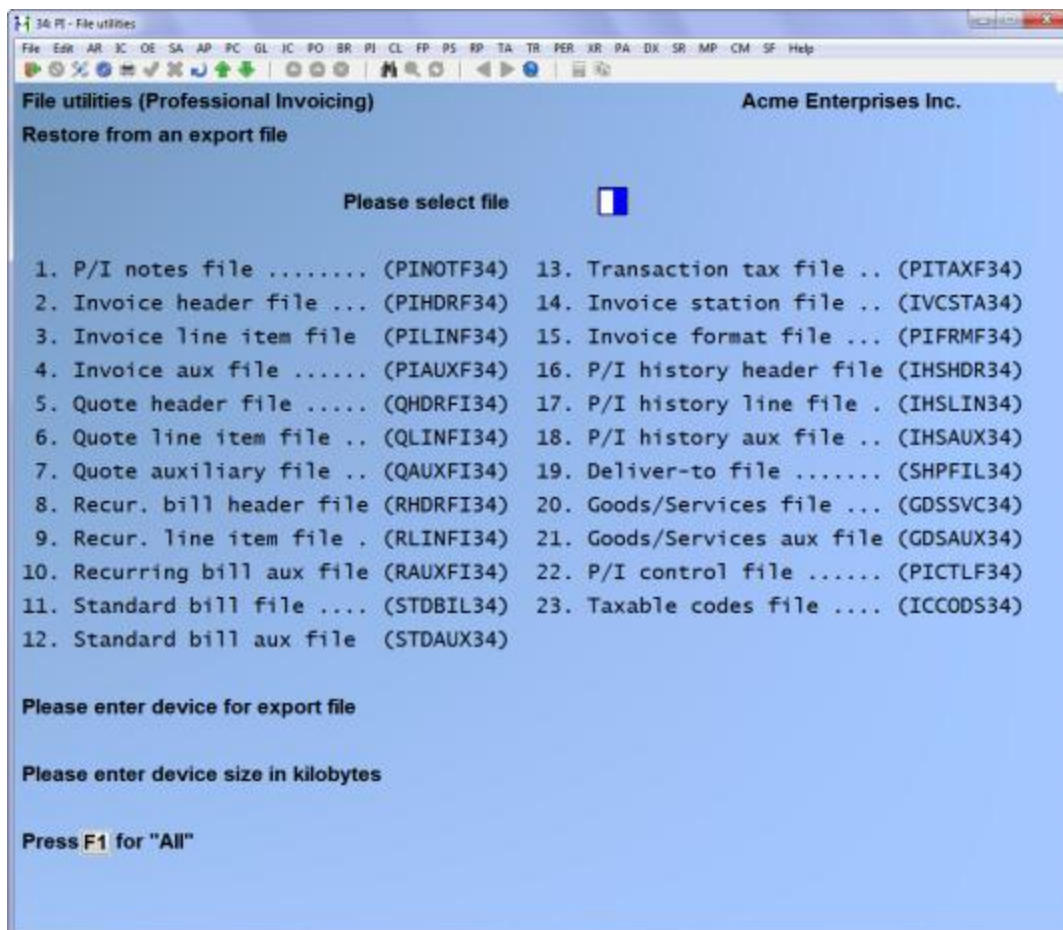 34: PI - File utilities
File Edit AR IC OE SA AP PC GL JC PO BR PI CL FP PS RP TA TR PER XR PA DX SR MP CM SF Help
File utilities (Professional Invoicing) Acme Enterprises Inc.
Restore from an export file
Please select file
1. P/I notes file ........ (PINOTF34) 13. Transaction tax file .. (PITAXF34)
2. Invoice header file ... (PIHDRF34) 14. Invoice station file .. (IVCSTA34)
3. Invoice line item file (PILINF34) 15. Invoice format file ... (PIFRMF34)
4. Invoice aux file ...... (PIAUXF34) 16. P/I history header file (IHSHDR34)
5. Quote header file ..... (QHDRFI34) 17. P/I history line file . (IHSLIN34)
6. Quote line item file .. (QLINFI34) 18. P/I history aux file .. (IHSAUX34)
7. Quote auxiliary file .. (QAUXFI34) 19. Deliver-to file ....... (SHPFIL34)
8. Recur. bill header file (RHDRFI34) 20. Goods/Services file ... (GDSSVC34)
9. Recur. line item file . (RLINFI34) 21. Goods/Services aux file (GDSAUX34)
10. Recurring bill aux file (RAUXFI34) 22. P/I control file ...... (PICTLF34)
11. Standard bill file .... (STDBIL34) 23. Taxable codes file .... (ICCODS34)
12. Standard bill aux file (STDAUX34)
Please enter device for export file
Please enter device size in kilobytes
Press F1 for "All"